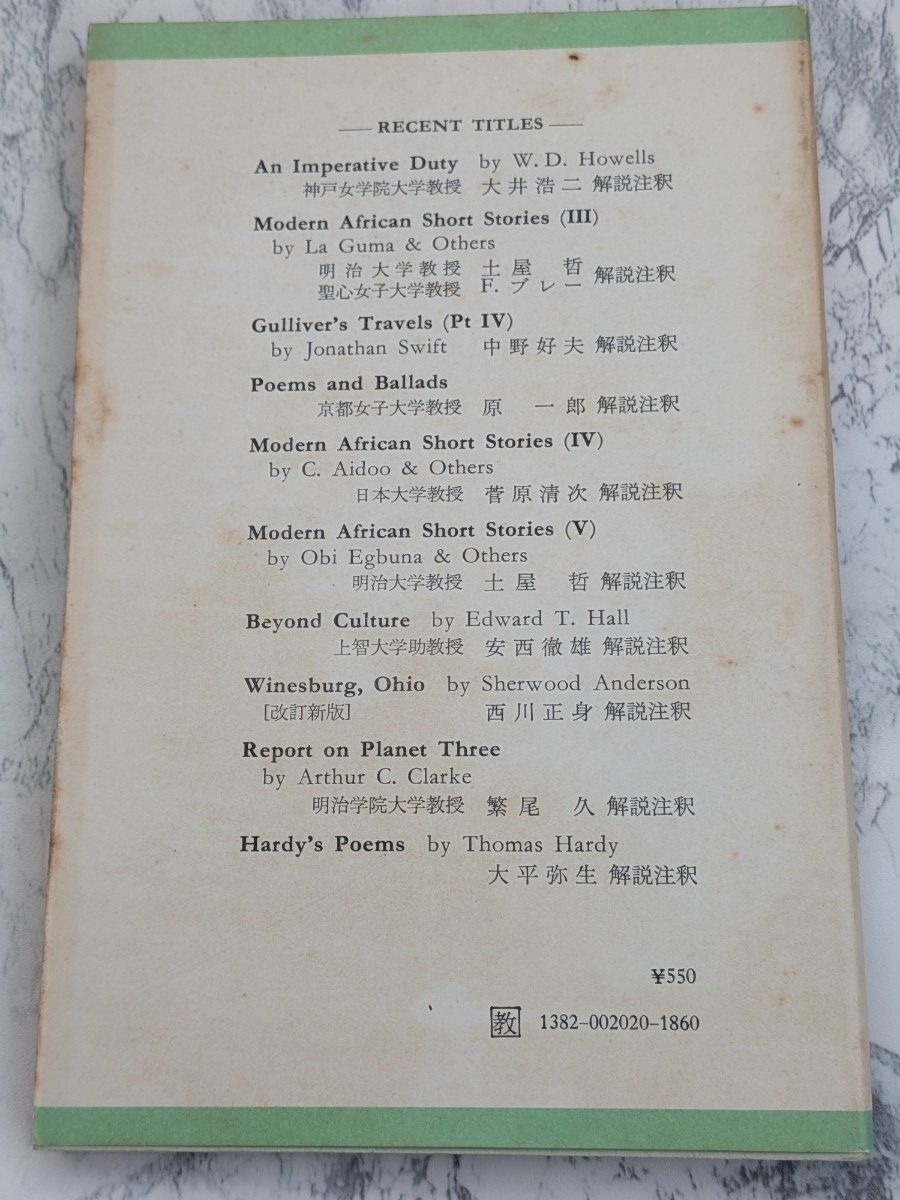 — RECENT TITLES —
An Imperative Duty by W. D. Howells
神戸女学院大学教授 大井浩二 解説注釈
Modern African Short Stories (III)
by La Guma & Others
明治大学教授 土屋 哲
聖心女子大学教授 F. ブレー 解説注釈
Gulliver's Travels (Pt IV)
by Jonathan Swift 中野好夫 解説注釈
Poems and Ballads
京都女子大学教授 原 一郎 解説注釈
Modern African Short Stories (IV)
by C. Aidoo & Others
日本大学教授 菅原清次 解説注釈
Modern African Short Stories (V)
by Obi Egbuna & Others
明治大学教授 土屋 哲 解説注釈
Beyond Culture by Edward T. Hall
上智大学助教授 安西徹雄 解説注釈
Winesburg, Ohio by Sherwood Anderson
[改訂新版] 西川正身 解説注釈
Report on Planet Three
by Arthur C. Clarke
明治学院大学教授 繁尾 久 解説注釈
Hardy's Poems by Thomas Hardy
大平弥生 解説注釈
¥550
教 1382-002020-1860